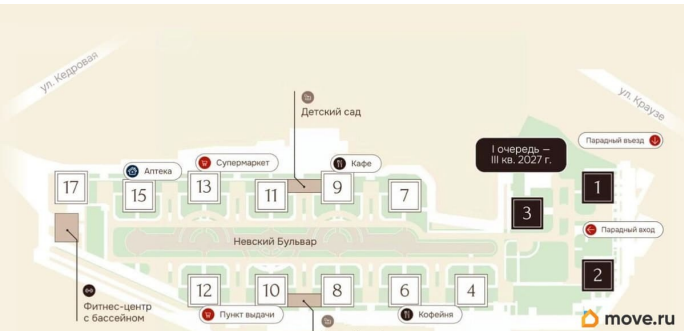 ул. Кедровая
ул. Краузе
Детский сад
I очередь —
III кв. 2027 г.
Парадный въезд
Аптека
Супермаркет
Кафе
17
15
13
11
9
7
3
1
Невский Бульвар
Парадный вход
12
10
8
6
4
2
Фитнес-центр
с бассейном
Пункт выдачи
Кофейня
move.ru